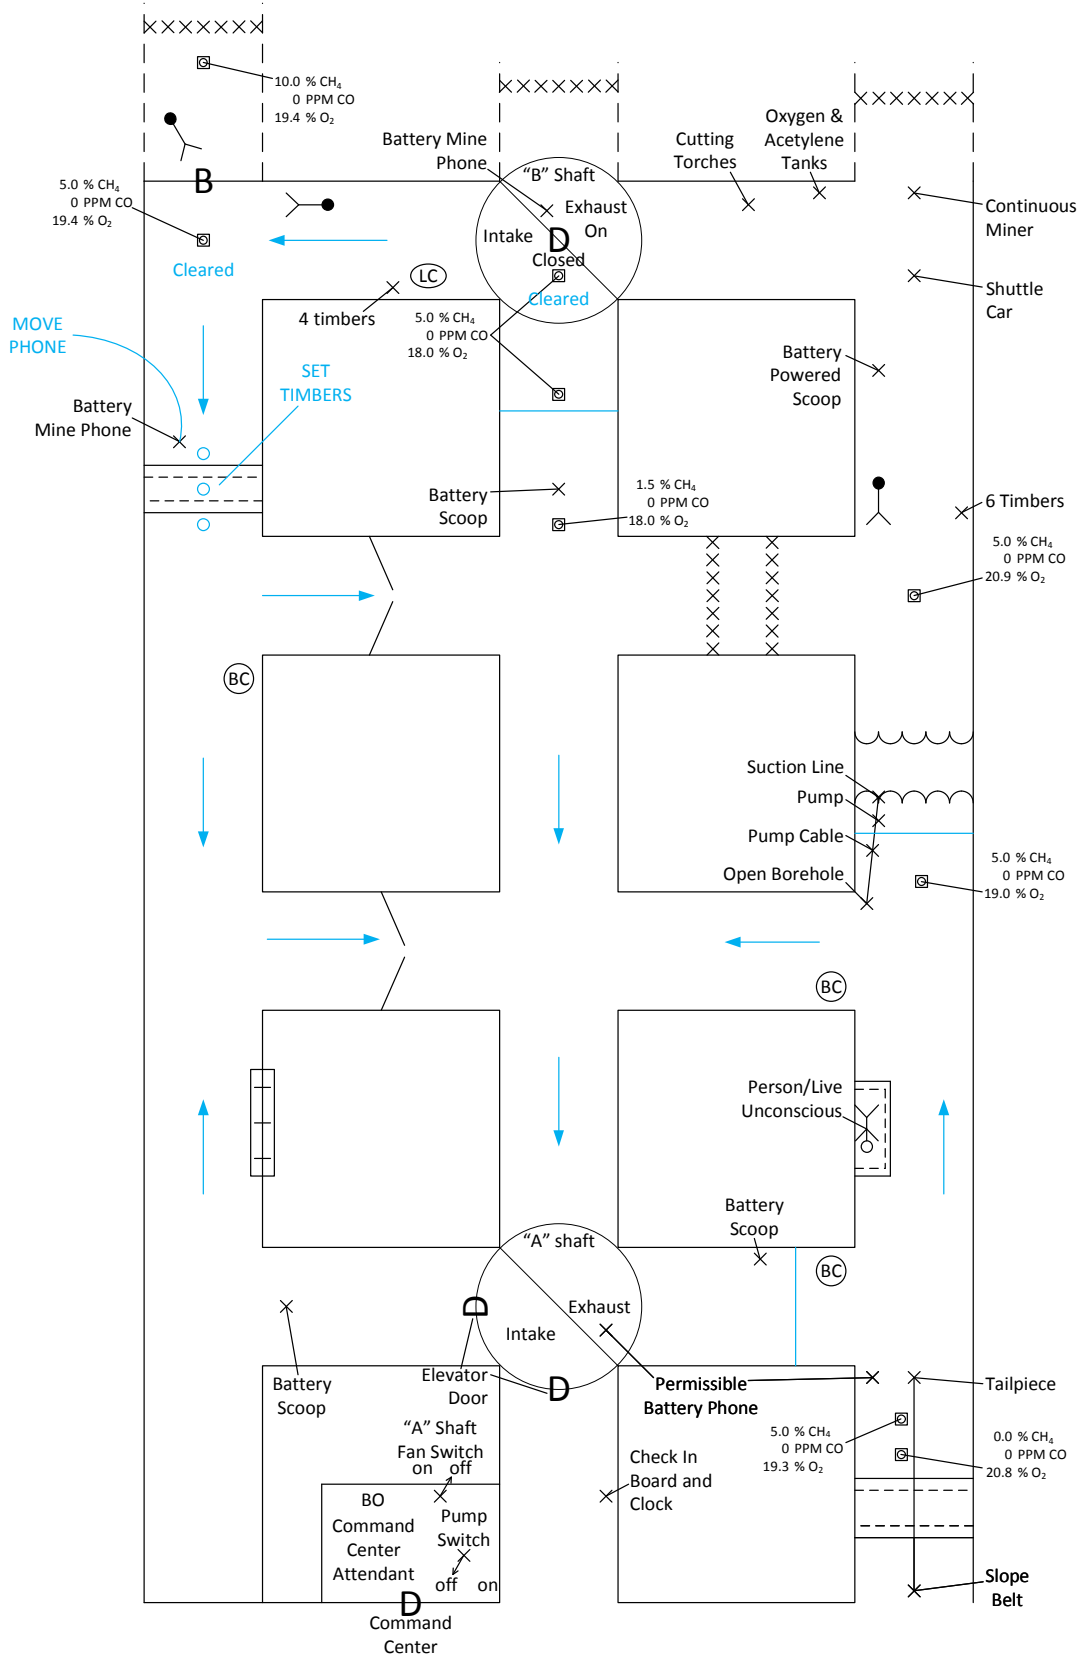 10.0 % CH₄
0 PPM CO
19.4 % O₂
B
5.0 % CH₄
0 PPM CO
19.4 % O₂
Cleared
Battery Mine
Phone
"B" Shaft
Exhaust
On
Intake
D
Closed
Cleared
Cutting
Torches
Oxygen &
Acetylene
Tanks
Continuous
Miner
Shuttle
Car
LC
4 timbers
5.0 % CH₄
0 PPM CO
18.0 % O₂
MOVE
PHONE
SET
TIMBERS
Battery
Mine Phone
Battery
Powered
Scoop
Battery
Scoop
1.5 % CH₄
0 PPM CO
18.0 % O₂
6 Timbers
5.0 % CH₄
0 PPM CO
20.9 % O₂
BC
Suction Line
Pump
Pump Cable
Open Borehole
5.0 % CH₄
0 PPM CO
19.0 % O₂
BC
Person/Live
Unconscious
Battery
Scoop
BC
"A" shaft
Exhaust
Intake
D
D
Elevator
Door
Battery
Scoop
Permissible
Battery Phone
Tailpiece
"A" Shaft
Fan Switch
on off
5.0 % CH₄
0 PPM CO
19.3 % O₂
0.0 % CH₄
0 PPM CO
20.8 % O₂
Check In
Board and
Clock
BO
Command
Center
Attendant
Pump
Switch
off on
D
Command
Center
Slope
Belt